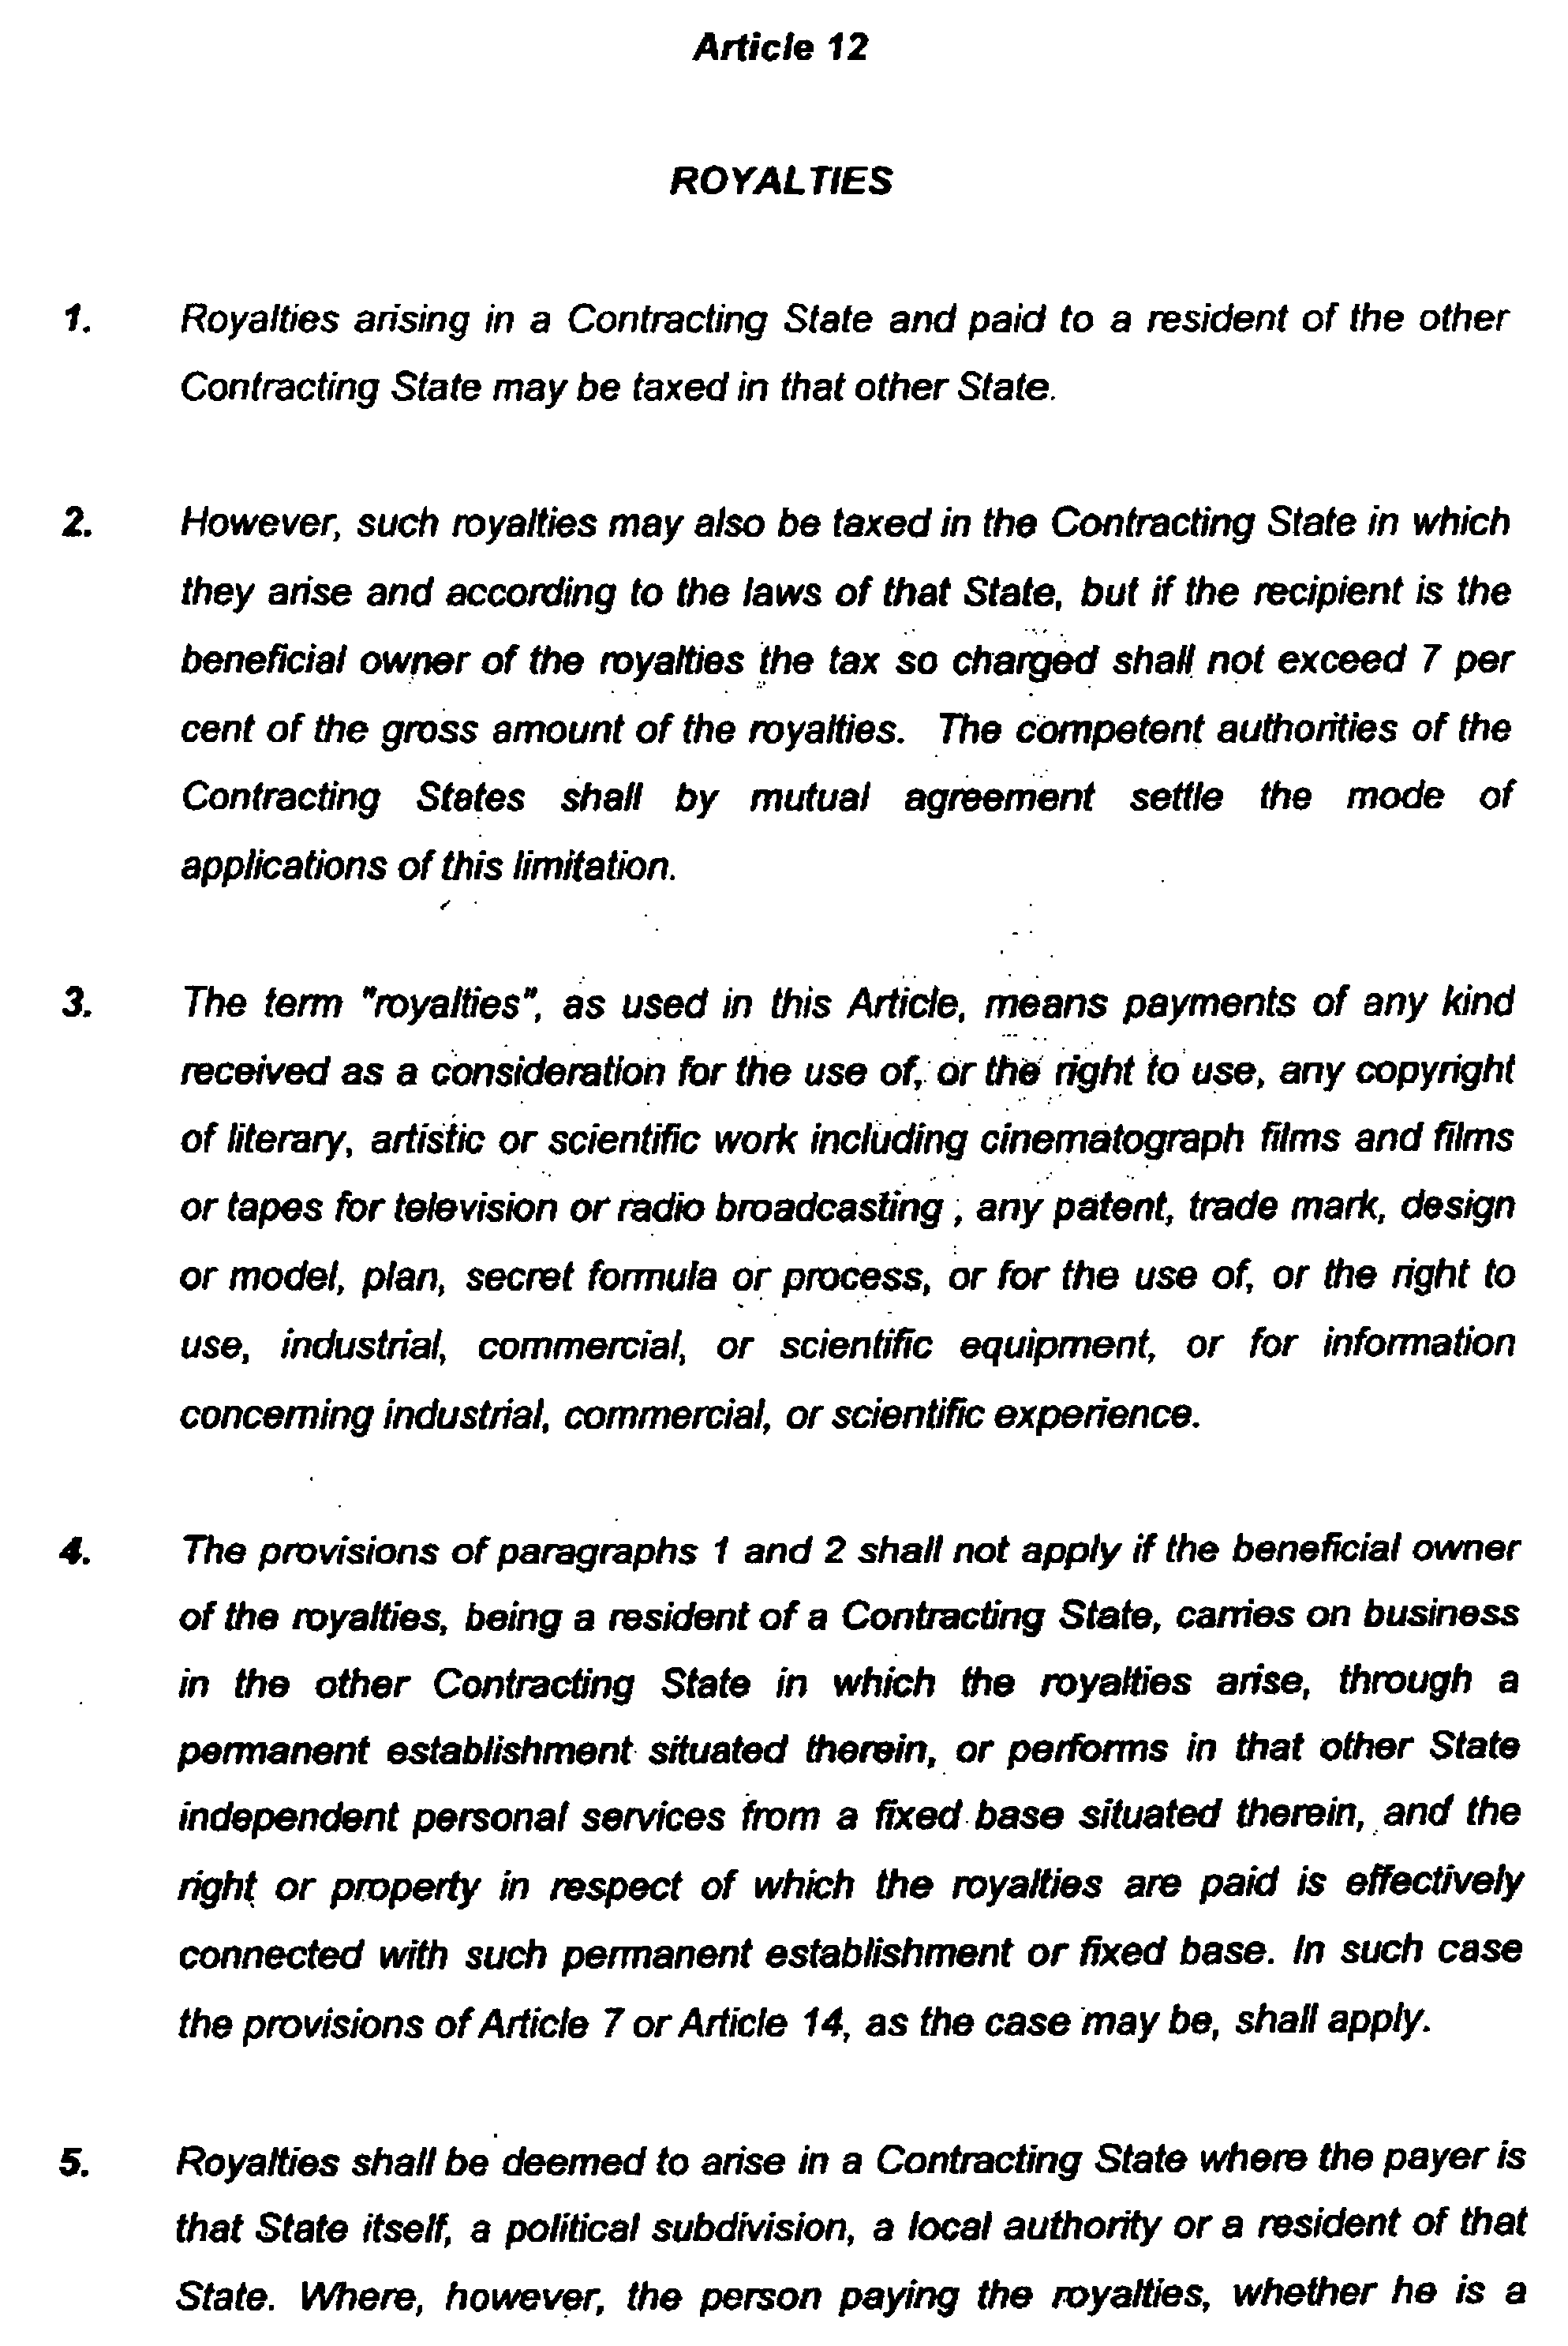 Article 12
ROYALTIES
1. Royalties arising in a Contracting State and paid to a resident of the other
Contracting State may be taxed in that other State.
2. However, such royalties may also be taxed in the Contracting State in which
they arise and according to the laws of that State, but if the recipient is the
beneficial owner of the royalties the tax so charged shall not exceed 7 per
cent of the gross amount of the royalties. The competent authorities of the
Contracting States shall by mutual agreement settle the mode of
applications of this limitation.
3. The term "royalties", as used in this Article, means payments of any kind
received as a consideration for the use of, or the right to use, any copyright
of literary, artistic or scientific work including cinematograph films and films
or tapes for television or radio broadcasting , any patent, trade mark, design
or model, plan, secret formula or process, or for the use of, or the right to
use, industrial, commercial, or scientific equipment, or for information
concerning industrial, commercial, or scientific experience.
4. The provisions of paragraphs 1 and 2 shall not apply if the beneficial owner
of the royalties, being a resident of a Contracting State, carries on business
in the other Contracting State in which the royalties arise, through a
permanent establishment situated therein, or performs in that other State
independent personal services from a fixed base situated therein, and the
right or property in respect of which the royalties are paid is effectively
connected with such permanent establishment or fixed base. In such case
the provisions of Article 7 or Article 14, as the case may be, shall apply.
5. Royalties shall be deemed to arise in a Contracting State where the payer is
that State itself, a political subdivision, a local authority or a resident of that
State. Where, however, the person paying the royalties, whether he is a